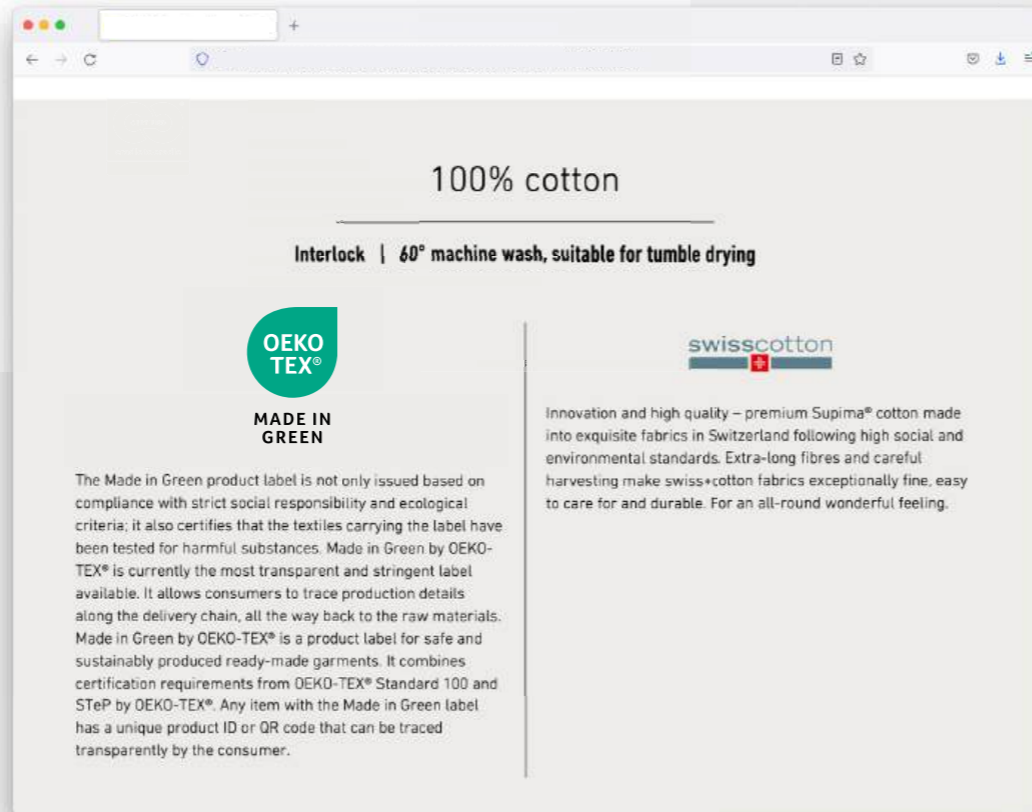 100% cotton
Interlock | 60° machine wash, suitable for tumble drying
OEKO
TEX®
MADE IN
GREEN
The Made in Green product label is not only issued based on
compliance with strict social responsibility and ecological
criteria; it also certifies that the textiles carrying the label have
been tested for harmful substances. Made in Green by OEKO-
TEX® is currently the most transparent and stringent label
available. It allows consumers to trace production details
along the delivery chain, all the way back to the raw materials.
Made in Green by OEKO-TEX® is a product label for safe and
sustainably produced ready-made garments. It combines
certification requirements from OEKO-TEX® Standard 100 and
STeP by OEKO-TEX®. Any item with the Made in Green label
has a unique product ID or QR code that can be traced
transparently by the consumer.
swisscotton
Innovation and high quality – premium Supima® cotton made
into exquisite fabrics in Switzerland following high social and
environmental standards. Extra-long fibres and careful
harvesting make swiss+cotton fabrics exceptionally fine, easy
to care for and durable. For an all-round wonderful feeling.